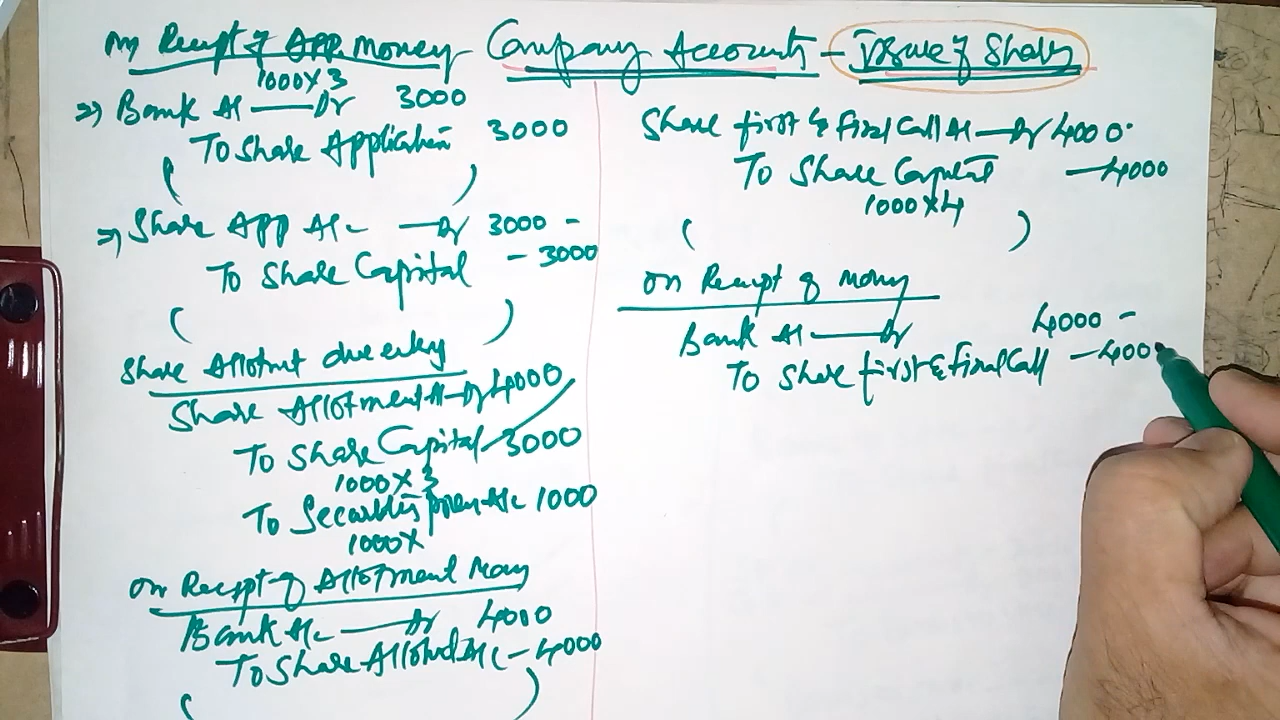 Company Accounts - Issue of Shares
on Receipt of APP money
1000 X 3
=> Bank A/c — Dr 3000
To Share Application 3000
( )
=> Share App A/c — Dr 3000 -
To Share Capital - 3000
( )
Share Allotment due entry
Share Allotment A/c — Dr 4000
To Share Capital 3000
1000 X 3
To Securities prem A/c 1000
1000 X
on Receipt of Allotment Money
Bank A/c — Dr 4000
To Share Allotment A/c - 4000
( )
Share first & Final Call A/c — Dr 4000
To Share Capital — 4000
1000 X 4
( )
on Receipt of money
Bank A/c — Dr 4000 -
To Share first & Final Call — 400